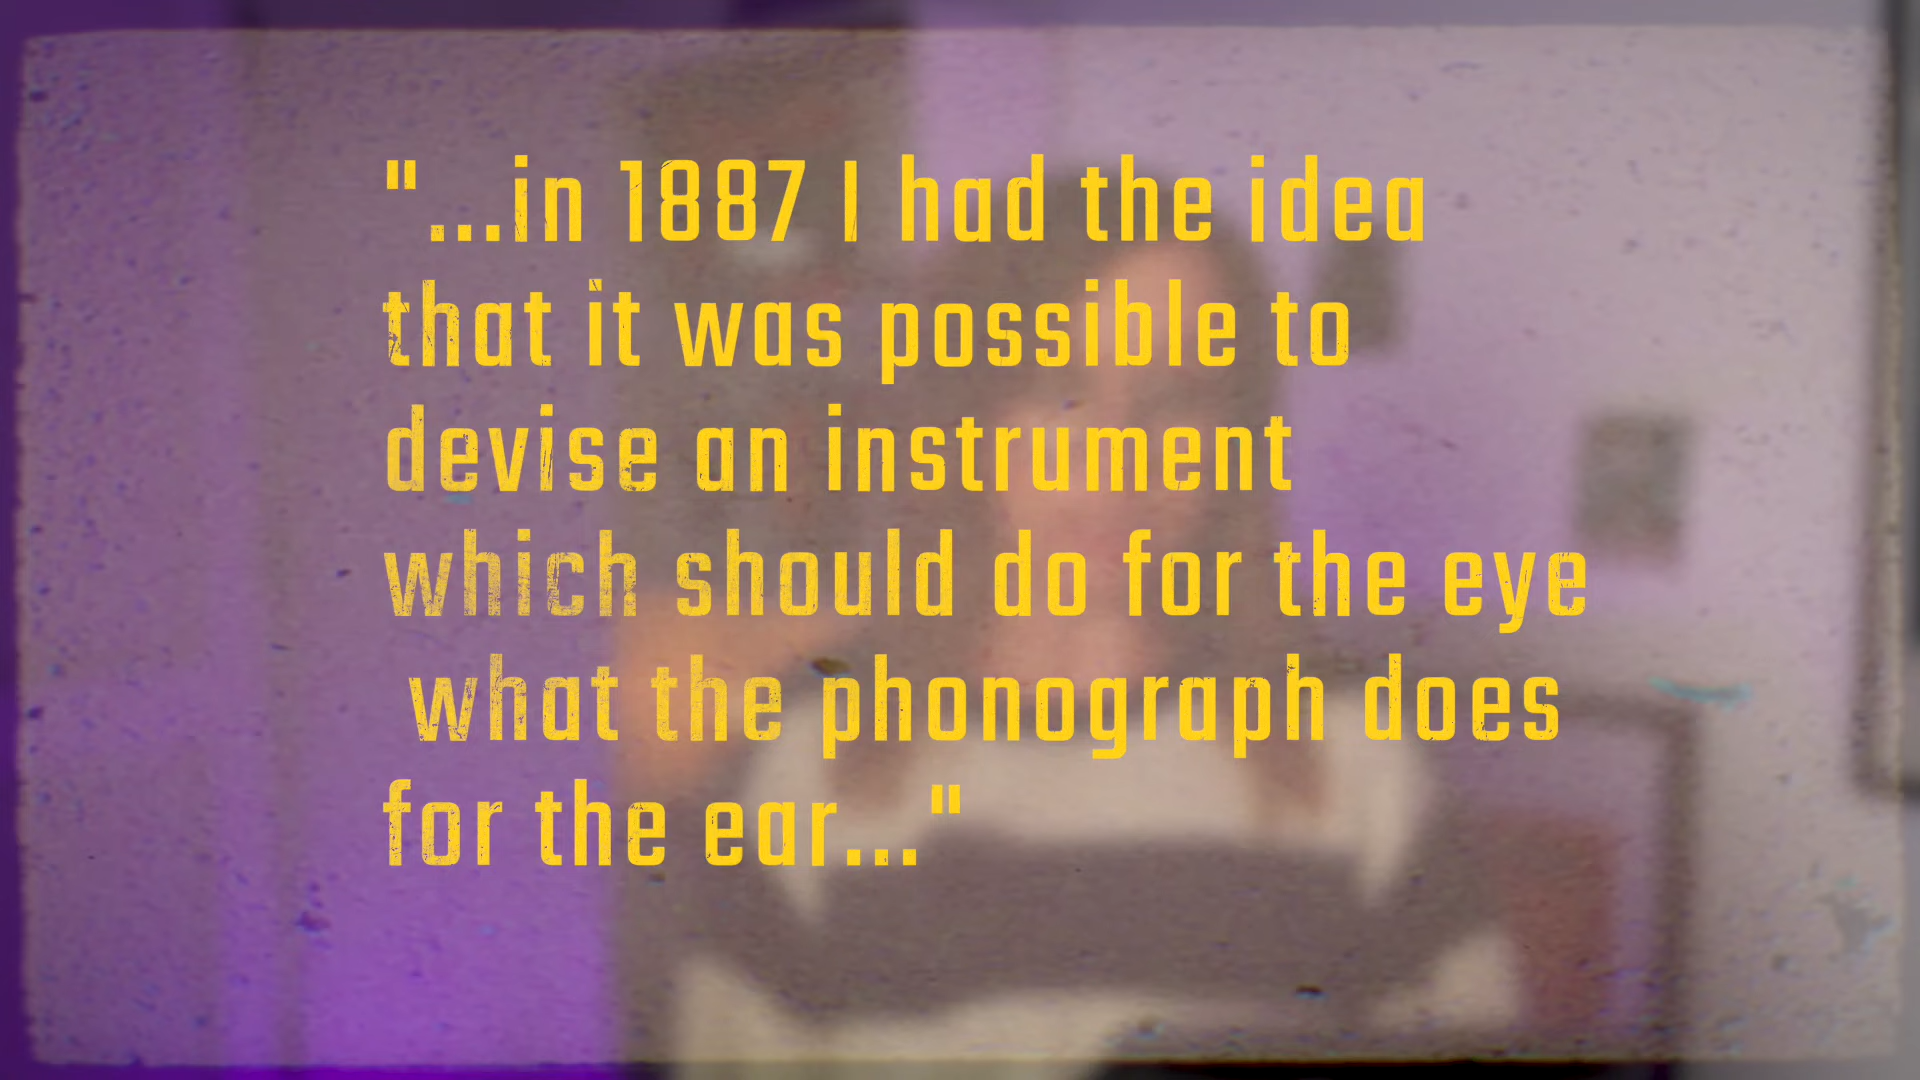 "...in 1887 I had the idea
that it was possible to
devise an instrument
which should do for the eye
what the phonograph does
for the ear..."